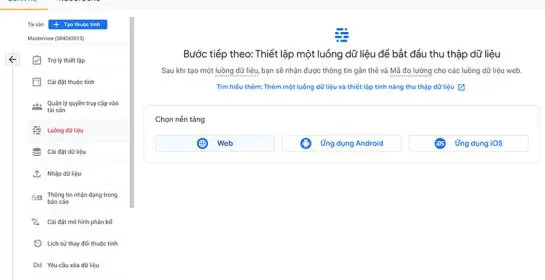 Tài sản
+ Tạo thuộc tính
Masterview (384042015)
Trợ lý thiết lập
Cài đặt thuộc tính
Quản lý quyền truy cập vào
tài sản
Luồng dữ liệu
Cài đặt dữ liệu
Nhập dữ liệu
Thông tin nhận dạng trong
báo cáo
Cài đặt mô hình phân bổ
Lịch sử thay đổi thuộc tính
Dd Yêu cầu xóa dữ liệu
Bước tiếp theo: Thiết lập một luồng dữ liệu để bắt đầu thu thập dữ liệu
Sau khi tạo một luồng dữ liệu, bạn sẽ nhận được thông tin gắn thẻ và Mã đo lường cho các luồng dữ liệu web.
Tìm hiểu thêm: Thêm một luồng dữ liệu và thiết lập tính năng thu thập dữ liệu
Chọn nền tảng
Web
Ứng dụng Android
iOS Ứng dụng iOS